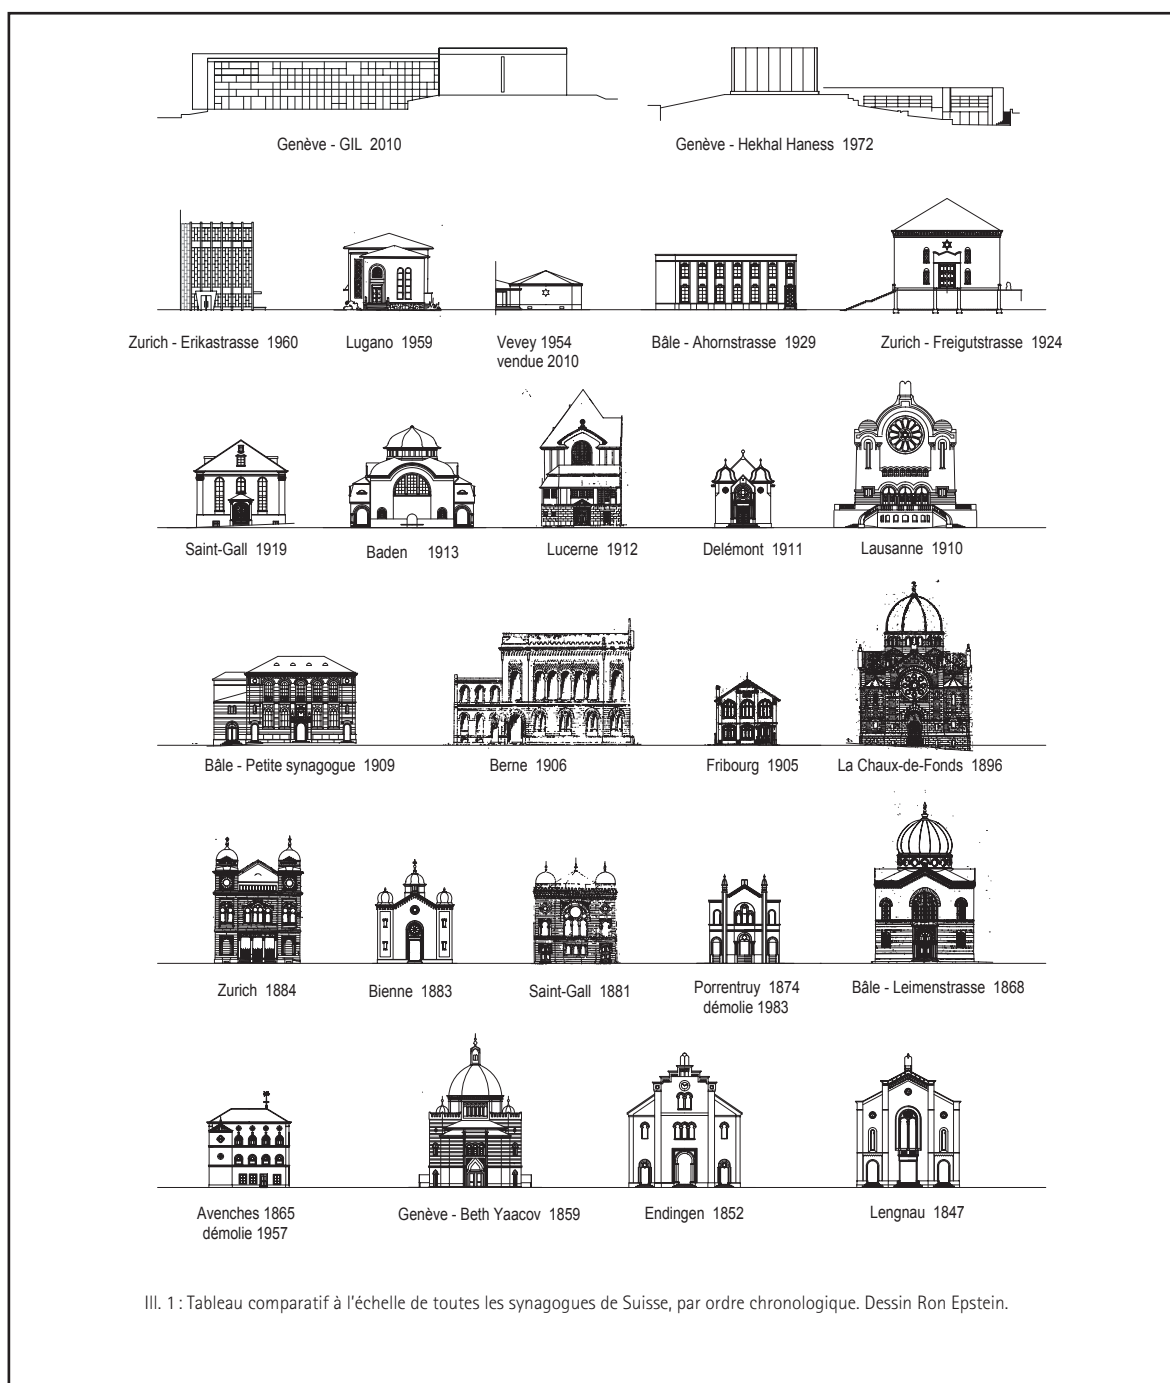 Genève - GIL 2010
Genève - Hekhal Haness 1972
Zurich - Erikastrasse 1960
Lugano 1959
Vevey 1954
vendue 2010
Bâle - Ahornstrasse 1929
Zurich - Freigutstrasse 1924
Saint-Gall 1919
Baden 1913
Lucerne 1912
Delémont 1911
Lausanne 1910
Bâle - Petite synagogue 1909
Berne 1906
Fribourg 1905
La Chaux-de-Fonds 1896
Zurich 1884
Bienne 1883
Saint-Gall 1881
Porrentruy 1874
démolie 1983
Bâle - Leimenstrasse 1868
Avenches 1865
démolie 1957
Genève - Beth Yaacov 1859
Endingen 1852
Lengnau 1847
Ill. 1 : Tableau comparatif à l'échelle de toutes les synagogues de Suisse, par ordre chronologique. Dessin Ron Epstein.